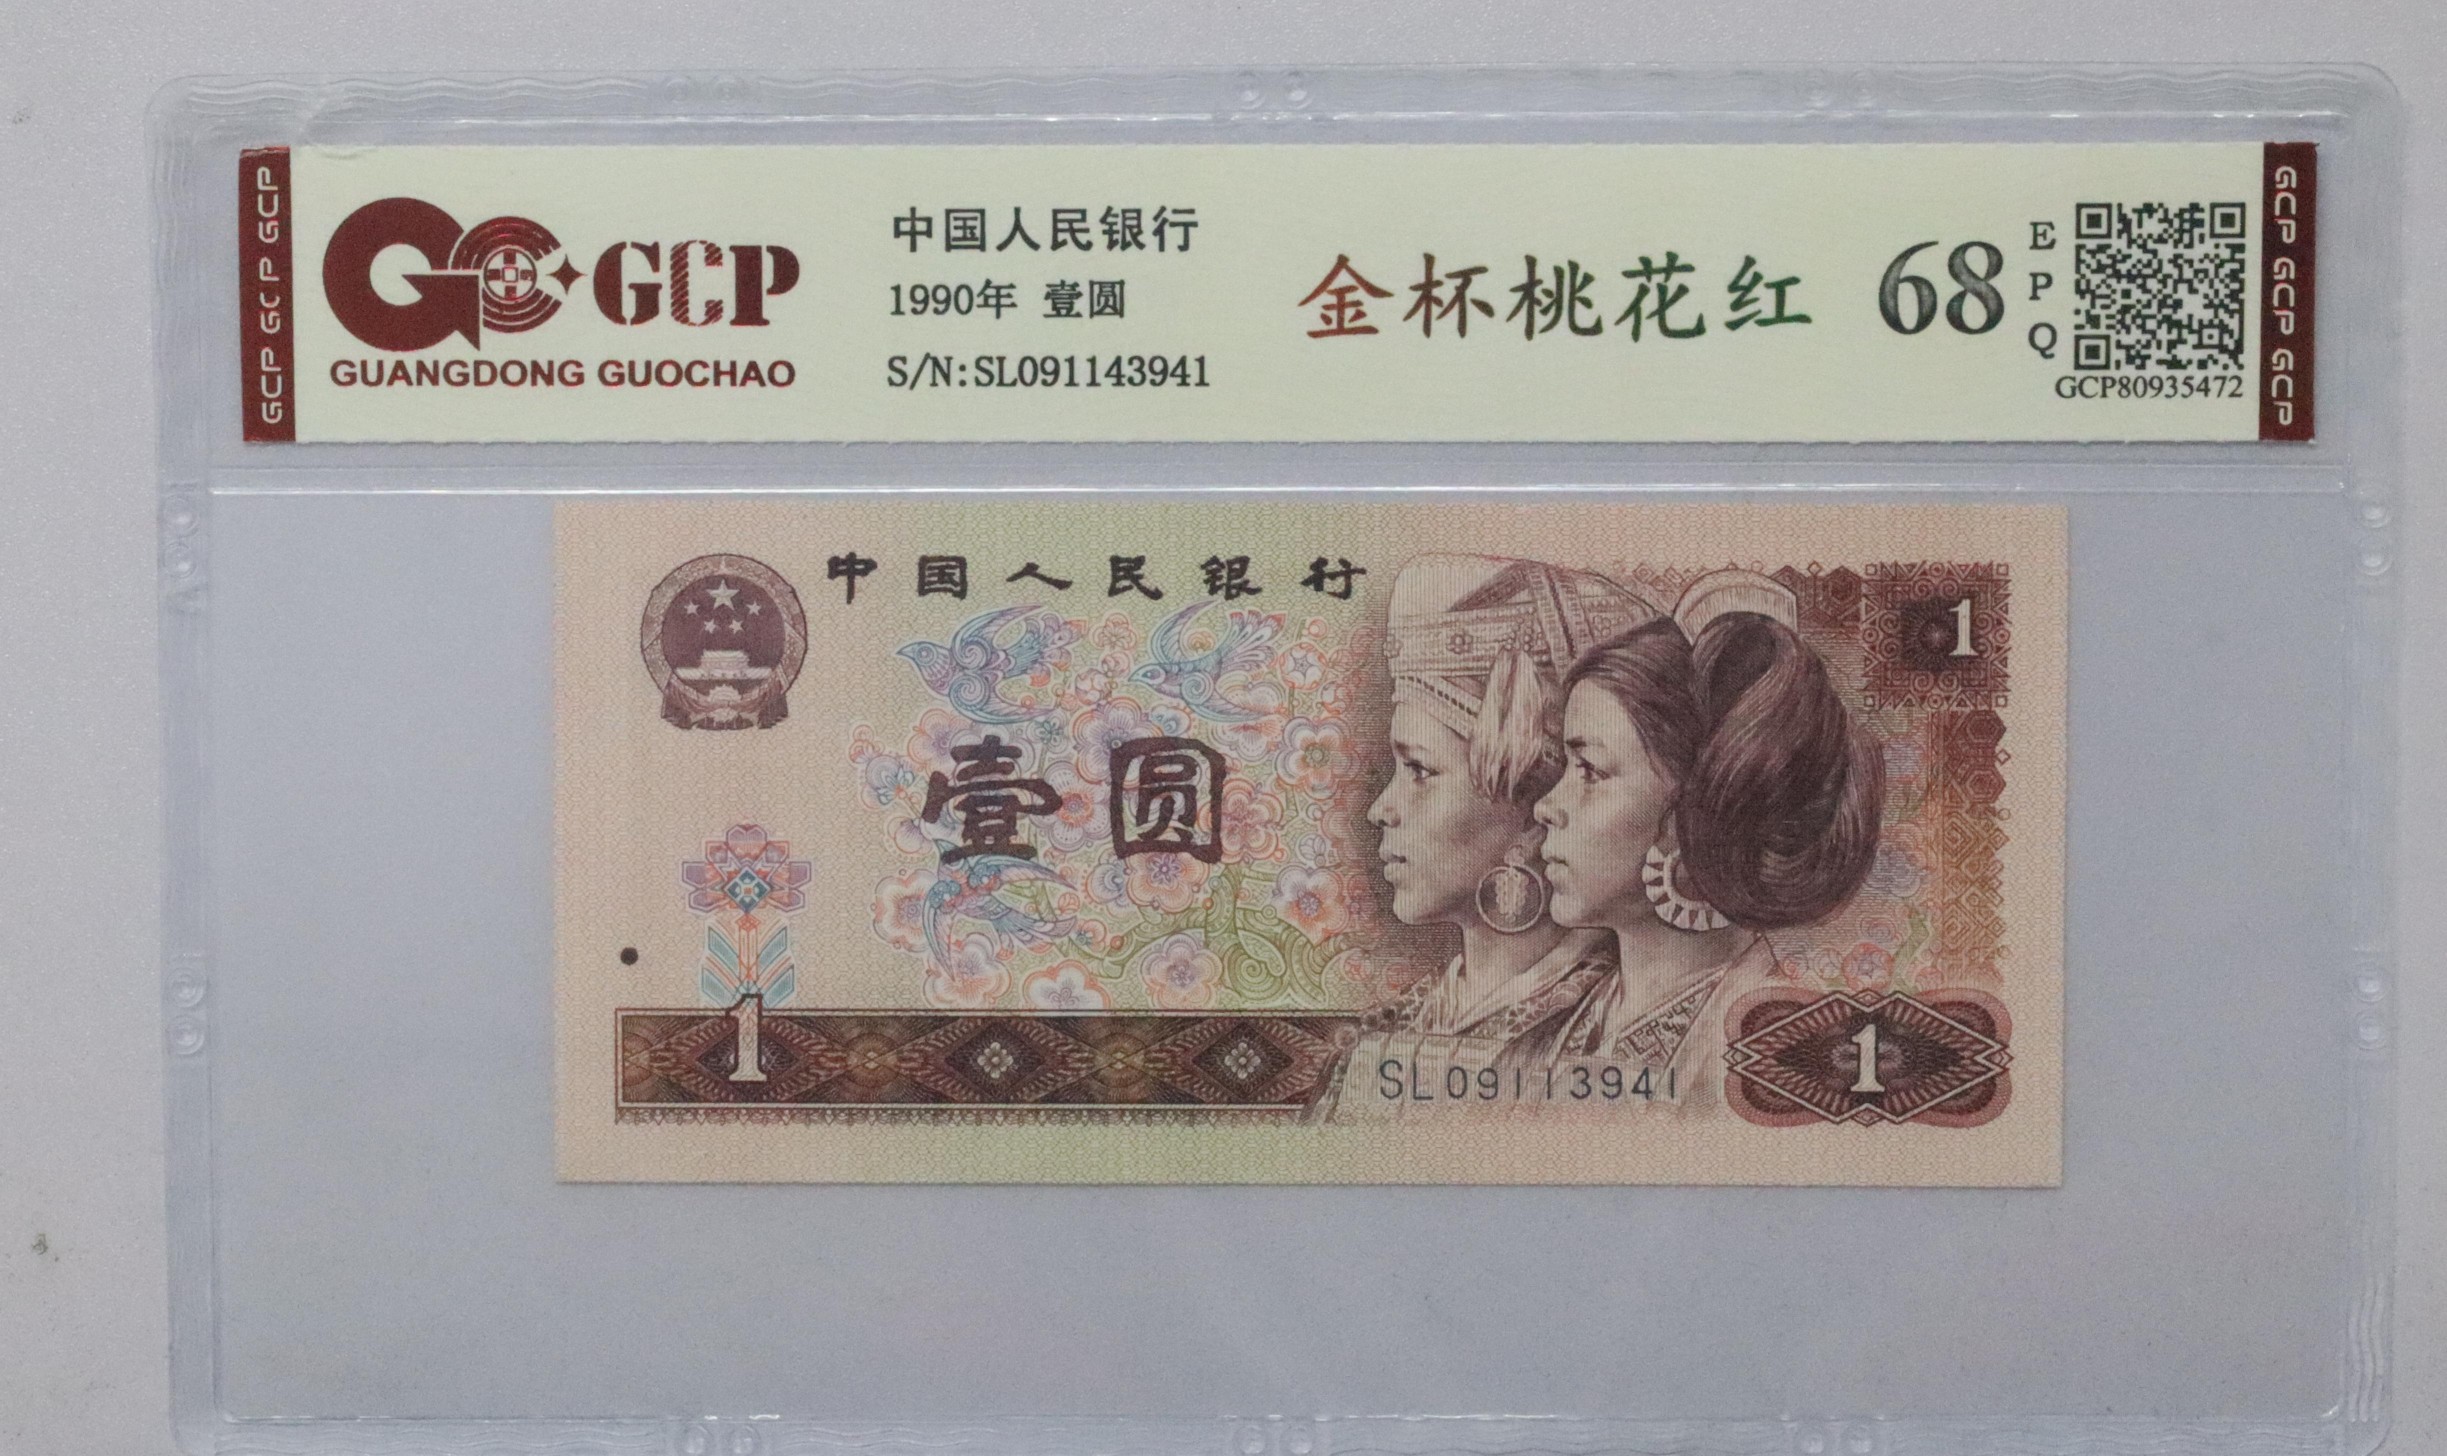 GCP GCP GCP
GCP
GUANGDONG GUOCHAO
中国人民银行
1990年 壹圆
S/N:SL091143941
金杯桃花红
68
EPQ
GCP80935472
GCP GCP GCP
中国人民银行
1
壹圆
1
SL09113941
1